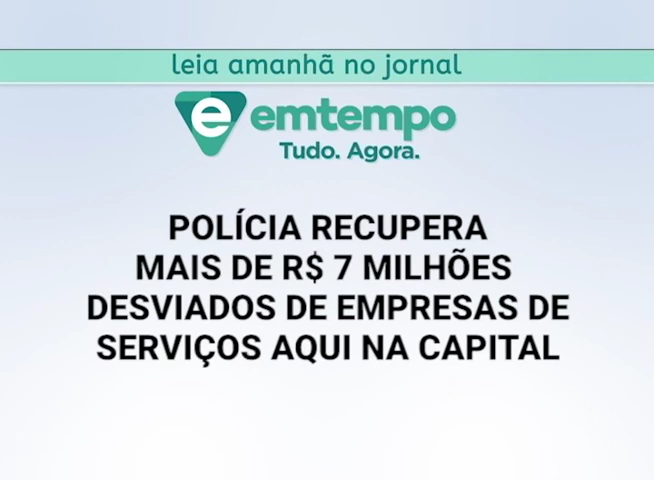 leia amanhã no jornal
e emtempo
Tudo. Agora.
POLÍCIA RECUPERA
MAIS DE R$ 7 MILHÕES
DESVIADOS DE EMPRESAS DE
SERVIÇOS AQUI NA CAPITAL